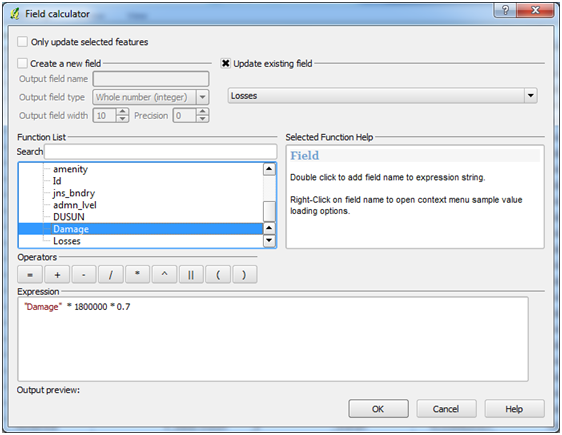 Field calculator
Only update selected features
Create a new field
Update existing field
Output field name
Output field type Whole number (integer)
Output field width 10 Precision 0
Losses
Function List
Search
amenity
Id
jns_bndry
admn_lvel
DUSUN
Damage
Losses
Selected Function Help
Field
Double click to add field name to expression string.
Right-Click on field name to open context menu sample value
loading options.
Operators
= + - / * ^ || ( )
Expression
"Damage" * 1800000 * 0.7
Output preview:
OK Cancel Help